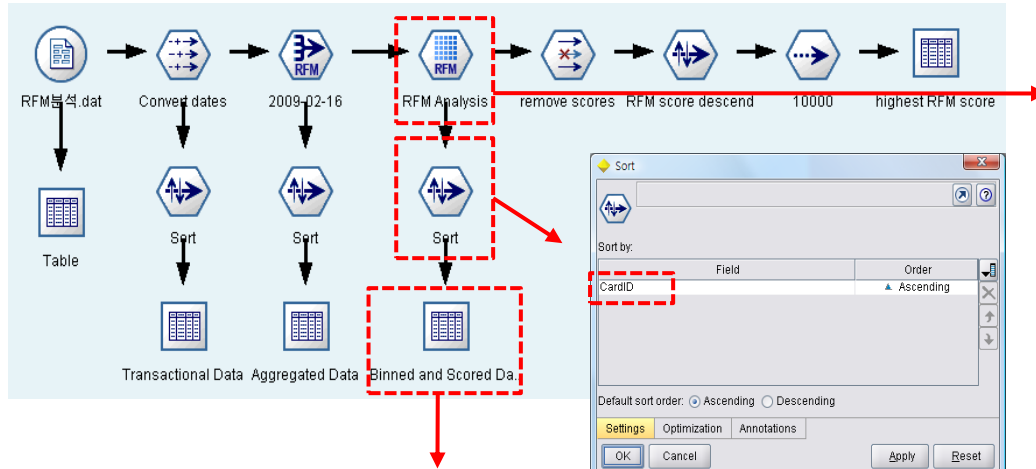 RFM
RFM
RFM분석.dat
Convert dates
2009-02-16
RFM Analysis
remove scores
RFM score descend
10000
highest RFM score
Table
Sort
Sort
Sort
Transactional Data
Aggregated Data
Binned and Scored Da.
Sort
Sort by:
Field
Order
CardID
Ascending
Default sort order:
Ascending
Descending
Settings
Optimization
Annotations
OK
Cancel
Apply
Reset